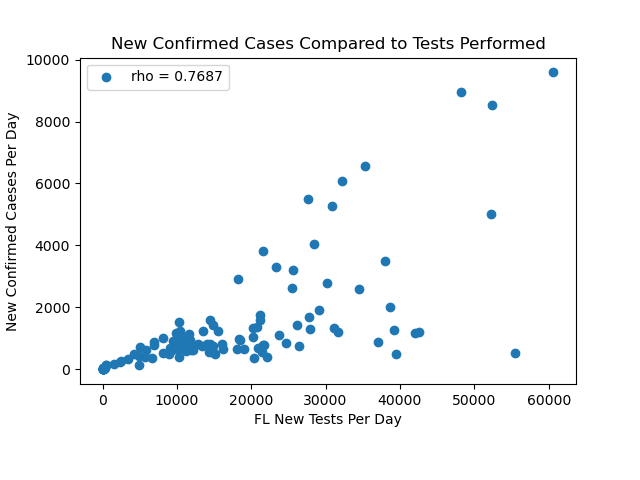 New Confirmed Cases Compared to Tests Performed
rho = 0.7687
New Confirmed Caeses Per Day
10000
8000
6000
4000
2000
0
0 10000 20000 30000 40000 50000 60000
FL New Tests Per Day